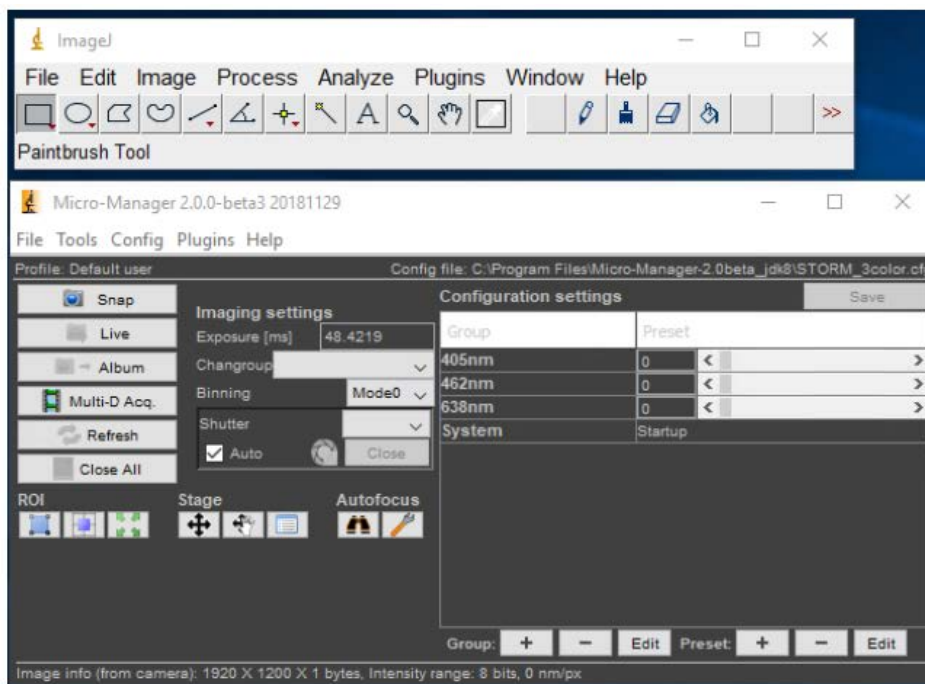 ImageJ
File Edit Image Process Analyze Plugins Window Help
A >>
Paintbrush Tool
Micro-Manager 2.0.0-beta3 20181129
File Tools Config Plugins Help
Profile: Default user Config file: C:\Program Files\Micro-Manager-2.0beta_jdk8\STORM_3color.cf
Snap Imaging settings Configuration settings Save
Live Exposure [ms] 48.4219 Group Preset
Album Changroup 405nm 0 < >
Multi-D Acq. Binning Mode0 462nm 0 < >
Refresh Shutter 638nm 0 < >
Close All Auto Close System Startup
ROI Stage Autofocus
Group: + - Edit Preset: + - Edit
Image info (from camera): 1920 X 1200 X 1 bytes, Intensity range: 8 bits, 0 nm/px